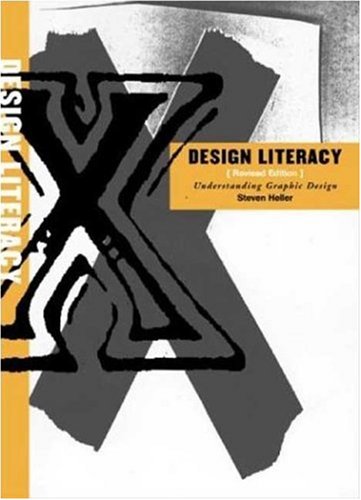 DESIGN LITERACY
DESIGN LITERACY
[ Revised Edition ]
Understanding Graphic Design
Steven Heller
X